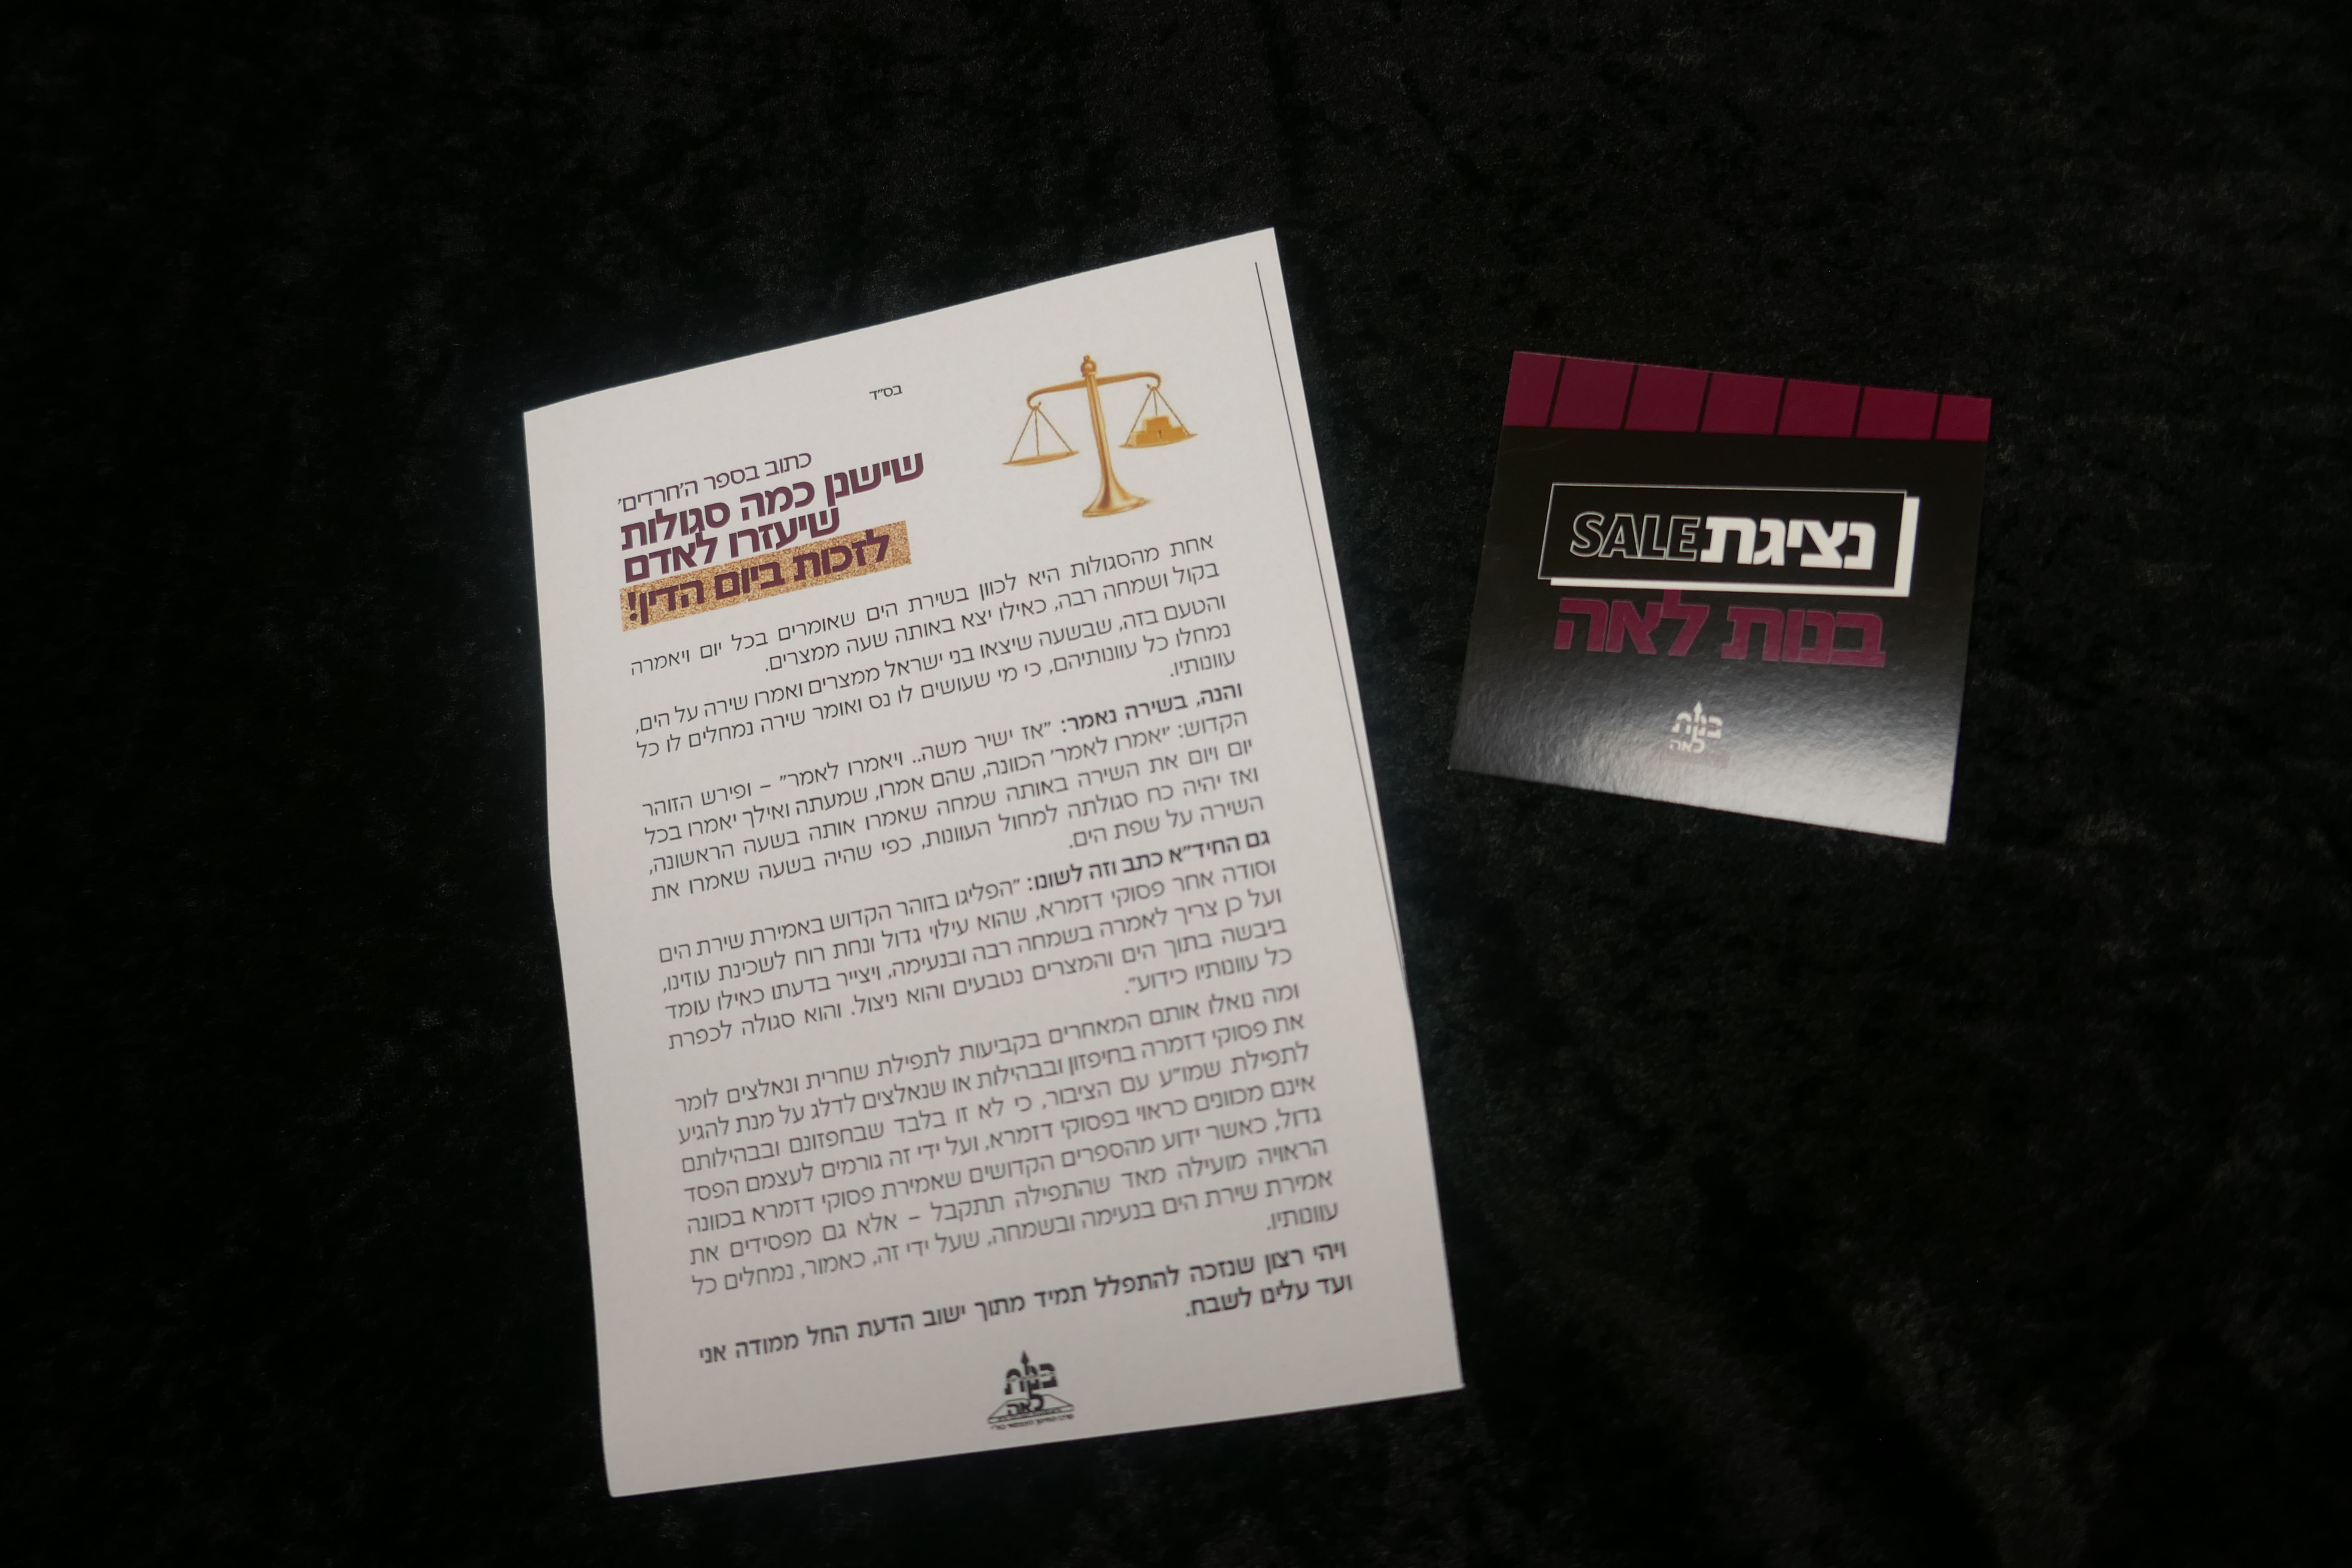 בס"ד
כתוב בספר ה'חרדים'
שישנן כמה סגולות
שיעזרו לאדם
לזכות ביום הדין!
אחת מהסגולות היא לכוון בשירת הים שאומרים בכל יום ויאמרה
בקול ושמחה רבה, כאילו יצא באותה שעה ממצרים.
והטעם בזה, שבשעה שיצאו בני ישראל ממצרים ואמרו שירה על הים,
נמחלו כל עוונותיהם, כי מי שעושים לו נס ואומר שירה נמחלים לו כל
עוונותיו.
והנה, בשירה נאמר: "אז ישיר משה.. ויאמרו לאמר" – ופירש הזוהר
הקדוש: 'יאמרו לאמר' הכוונה, שהם אמרו, שמעתה ואילך יאמרו בכל
יום ויום את השירה באותה שמחה שאמרו אותה בשעה הראשונה,
ואז יהיה כח סגולתה למחול העוונות, כפי שהיה בשעה שאמרו את
השירה על שפת הים.
גם החיד"א כתב וזה לשונו: "הפליגו בזוהר הקדוש באמירת שירת הים
וסודה אחר פסוקי דזמרא, שהוא עילוי גדול ונחת רוח לשכינת עוזינו,
ועל כן צריך לאמרה בשמחה רבה ובנעימה, ויצייר בדעתו כאילו עומד
ביבשה בתוך הים והמצרים נטבעים והוא ניצול. והוא סגולה לכפרת
כל עוונותיו כידוע".
ומה נואלו אותם המאחרים בקביעות לתפילת שחרית ונאלצים לומר
את פסוקי דזמרה בחיפזון ובבהילות או שנאלצים לדלג על מנת להגיע
לתפילת שמו"ע עם הציבור, כי לא זו בלבד שבחפזונם ובבהילותם
אינם מכוונים כראוי בפסוקי דזמרא, ועל ידי זה גורמים לעצמם הפסד
גדול, כאשר ידוע מהספרים הקדושים שאמירת פסוקי דזמרא בכוונה
הראויה מועילה מאד שהתפילה תתקבל – אלא גם מפסידים את
אמירת שירת הים בנעימה ובשמחה, שעל ידי זה, כאמור, נמחלים כל
עוונותיו.
ויהי רצון שנזכה להתפלל תמיד מתוך ישוב הדעת החל ממודה אני
ועד עלינו לשבח.
בנות
לאה
נציגת SALE
בנות לאה
בנות
לאה